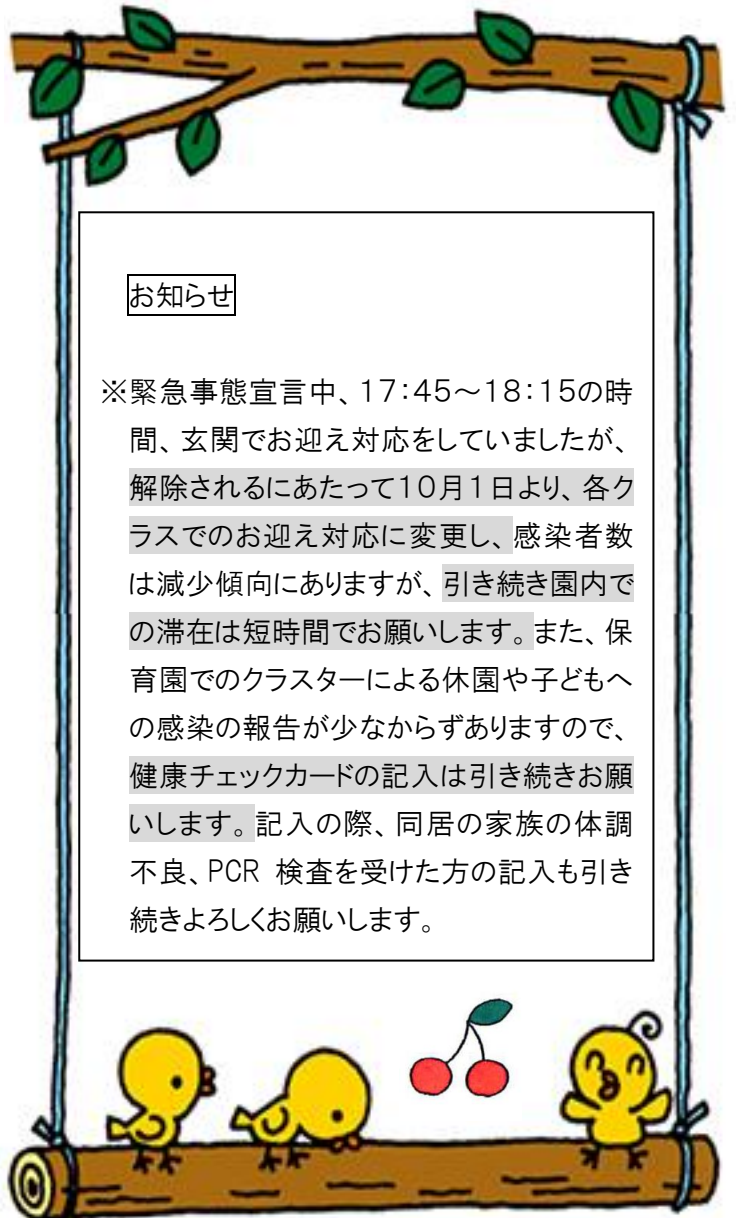 お知らせ
※緊急事態宣言中、17:45~18:15の時
間、玄関でお迎え対応をしていましたが、
解除されるにあたって10月1日より、各ク
ラスでのお迎え対応に変更し、感染者数
は減少傾向にありますが、引き続き園内で
の滞在は短時間でお願いします。また、保
育園でのクラスターによる休園や子どもへ
の感染の報告が少なからずありますので、
健康チェックカードの記入は引き続きお願
いします。記入の際、同居の家族の体調
不良、PCR 検査を受けた方の記入も引き
続きよろしくお願いします。